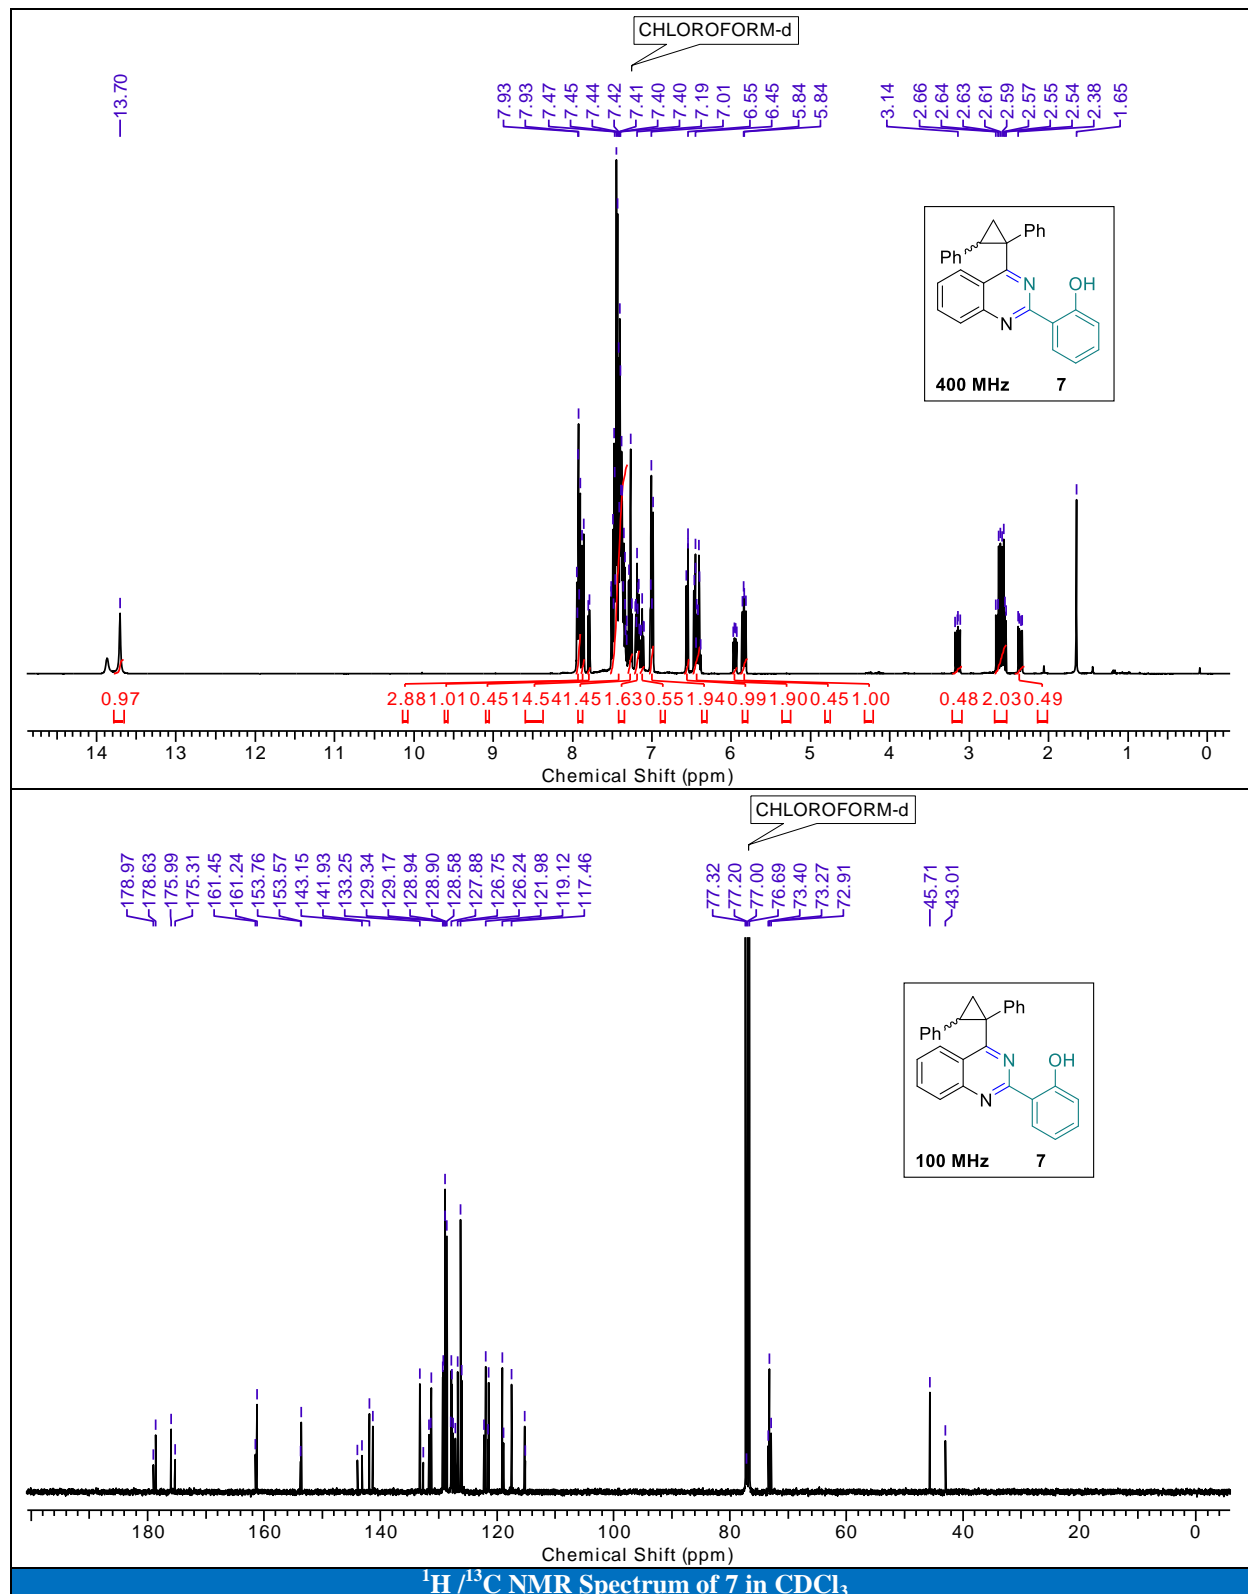 CHLOROFORM-d
13.70
7.93 7.93 7.47 7.45 7.44 7.42 7.41 7.40 7.40 7.19 7.01 6.55 6.45 5.84 5.84
3.14 2.66 2.64 2.63 2.61 2.59 2.57 2.55 2.54 2.38 1.65
Ph
Ph
N
OH
N
400 MHz 7
0.97 2.88 1.01 0.45 14.54 1.45 1.63 0.55 1.94 0.99 1.90 0.45 1.00 0.48 2.03 0.49
14 13 12 11 10 9 8 7 6 5 4 3 2 1 0
Chemical Shift (ppm)
CHLOROFORM-d
178.97 178.63 175.99 175.31 161.45 161.24 153.76 153.57 143.15 141.93 133.25 129.34 129.17 128.94 128.90 128.58 127.88 126.75 126.24 121.98 119.12 117.46
77.32 77.20 77.00 76.69 73.40 73.27 72.91
45.71 43.01
Ph
Ph
N
OH
N
100 MHz 7
180 160 140 120 100 80 60 40 20 0
Chemical Shift (ppm)
1H /13C NMR Spectrum of 7 in CDCl3